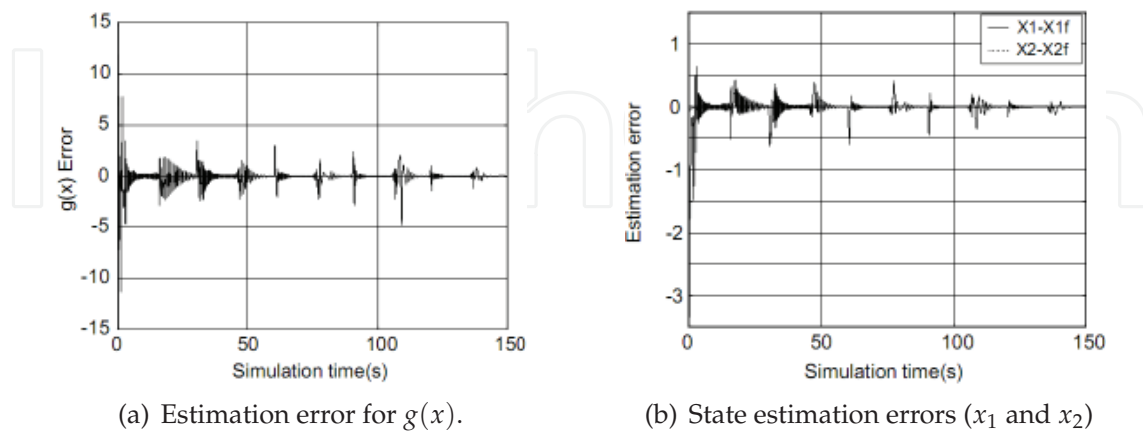 15
10
5
0
-5
-10
-15
g(x) Error
0
50
100
150
Simulation time(s)
(a) Estimation error for g(x).
X1-X1f
X2-X2f
1
0
-1
-2
-3
Estimation error
0
50
100
150
Simulation time(s)
(b) State estimation errors (x₁ and x₂)